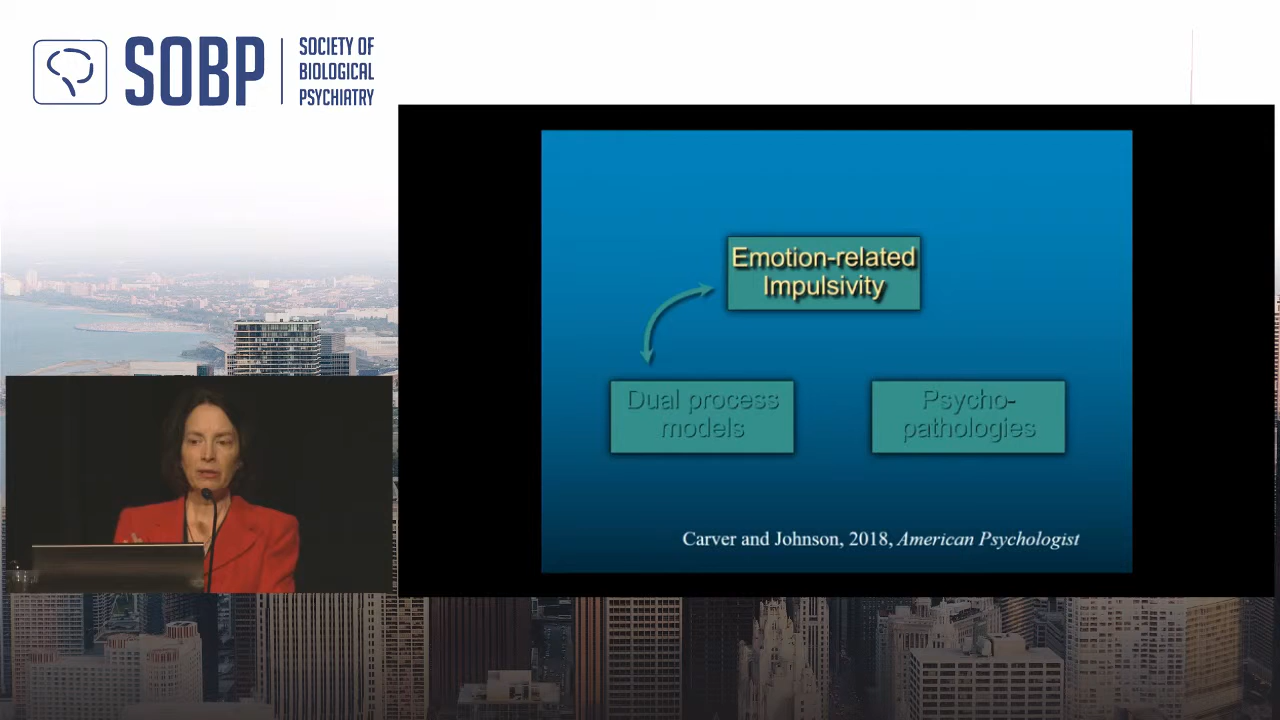 SOBP
SOCIETY OF
BIOLOGICAL
PSYCHIATRY
Emotion-related
Impulsivity
Dual process
models
Psycho-
pathologies
Carver and Johnson, 2018, American Psychologist